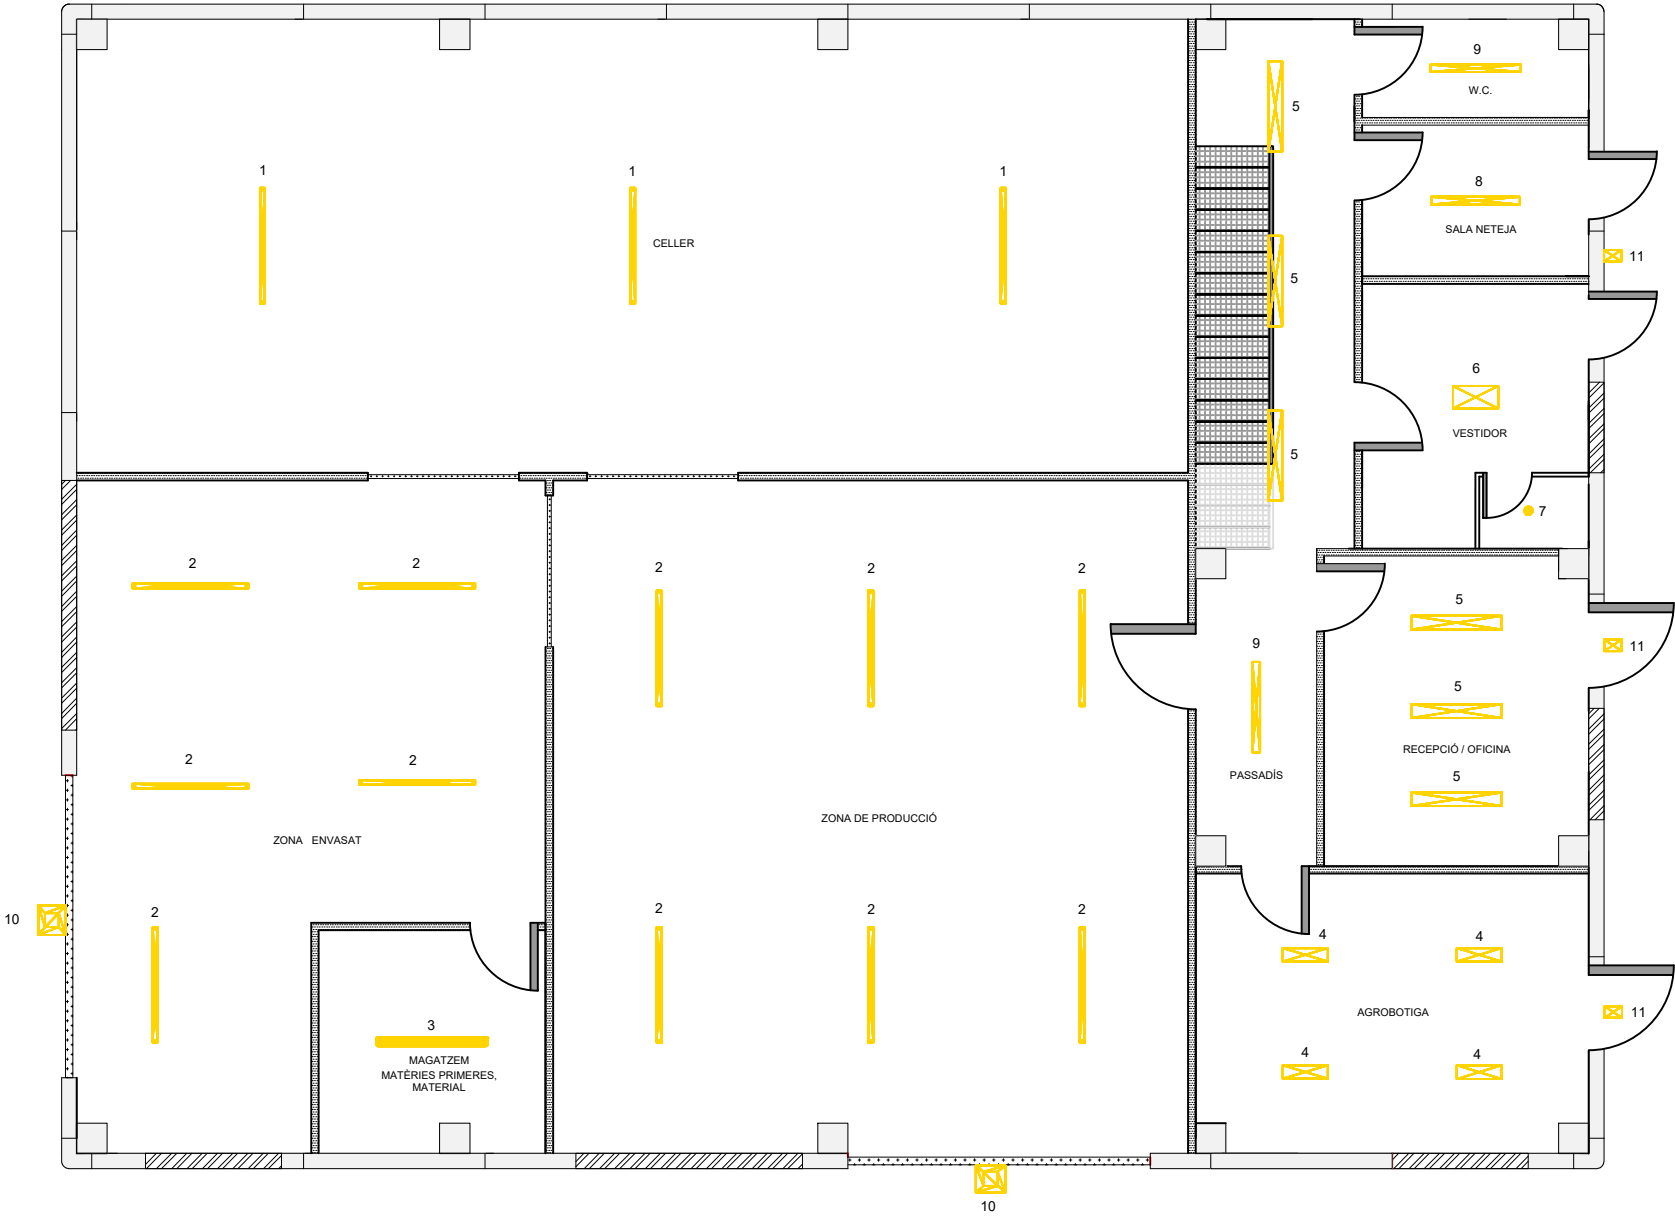 9
W.C.
5
1
1
1
8
SALA NETEJA
CELLER
11
5
6
VESTIDOR
5
7
2
2
2
2
2
5
9
11
5
RECEPCIÓ / OFICINA
2
2
PASSADÍS
5
ZONA DE PRODUCCIÓ
ZONA ENVASAT
10
2
2
2
2
4
4
AGROBOTIGA
11
3
MAGATZEM
MATÈRIES PRIMERES,
MATERIAL
4
4
10